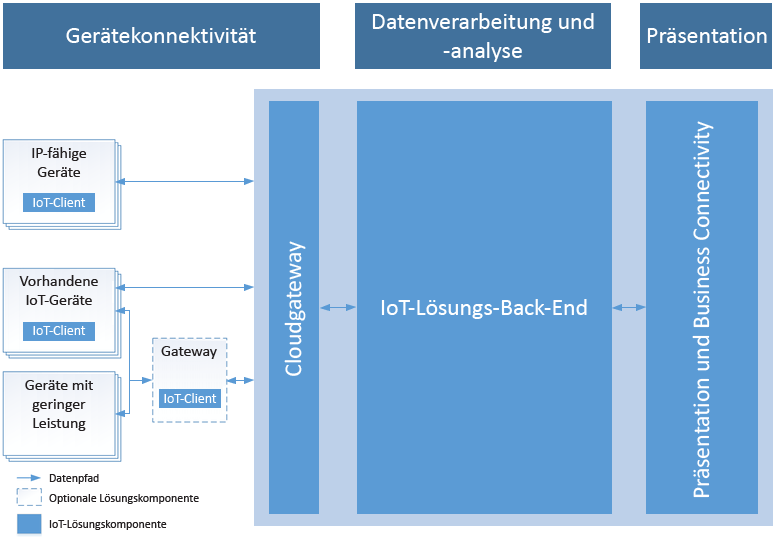 Gerätekonnektivität
Datenverarbeitung und
-analyse
Präsentation
IP-fähige
Geräte
IoT-Client
Vorhandene
IoT-Geräte
IoT-Client
Gateway
IoT-Client
Geräte mit
geringer
Leistung
Cloudgateway
IoT-Lösungs-Back-End
Präsentation und Business Connectivity
Datenpfad
Optionale Lösungskomponente
IoT-Lösungskomponente